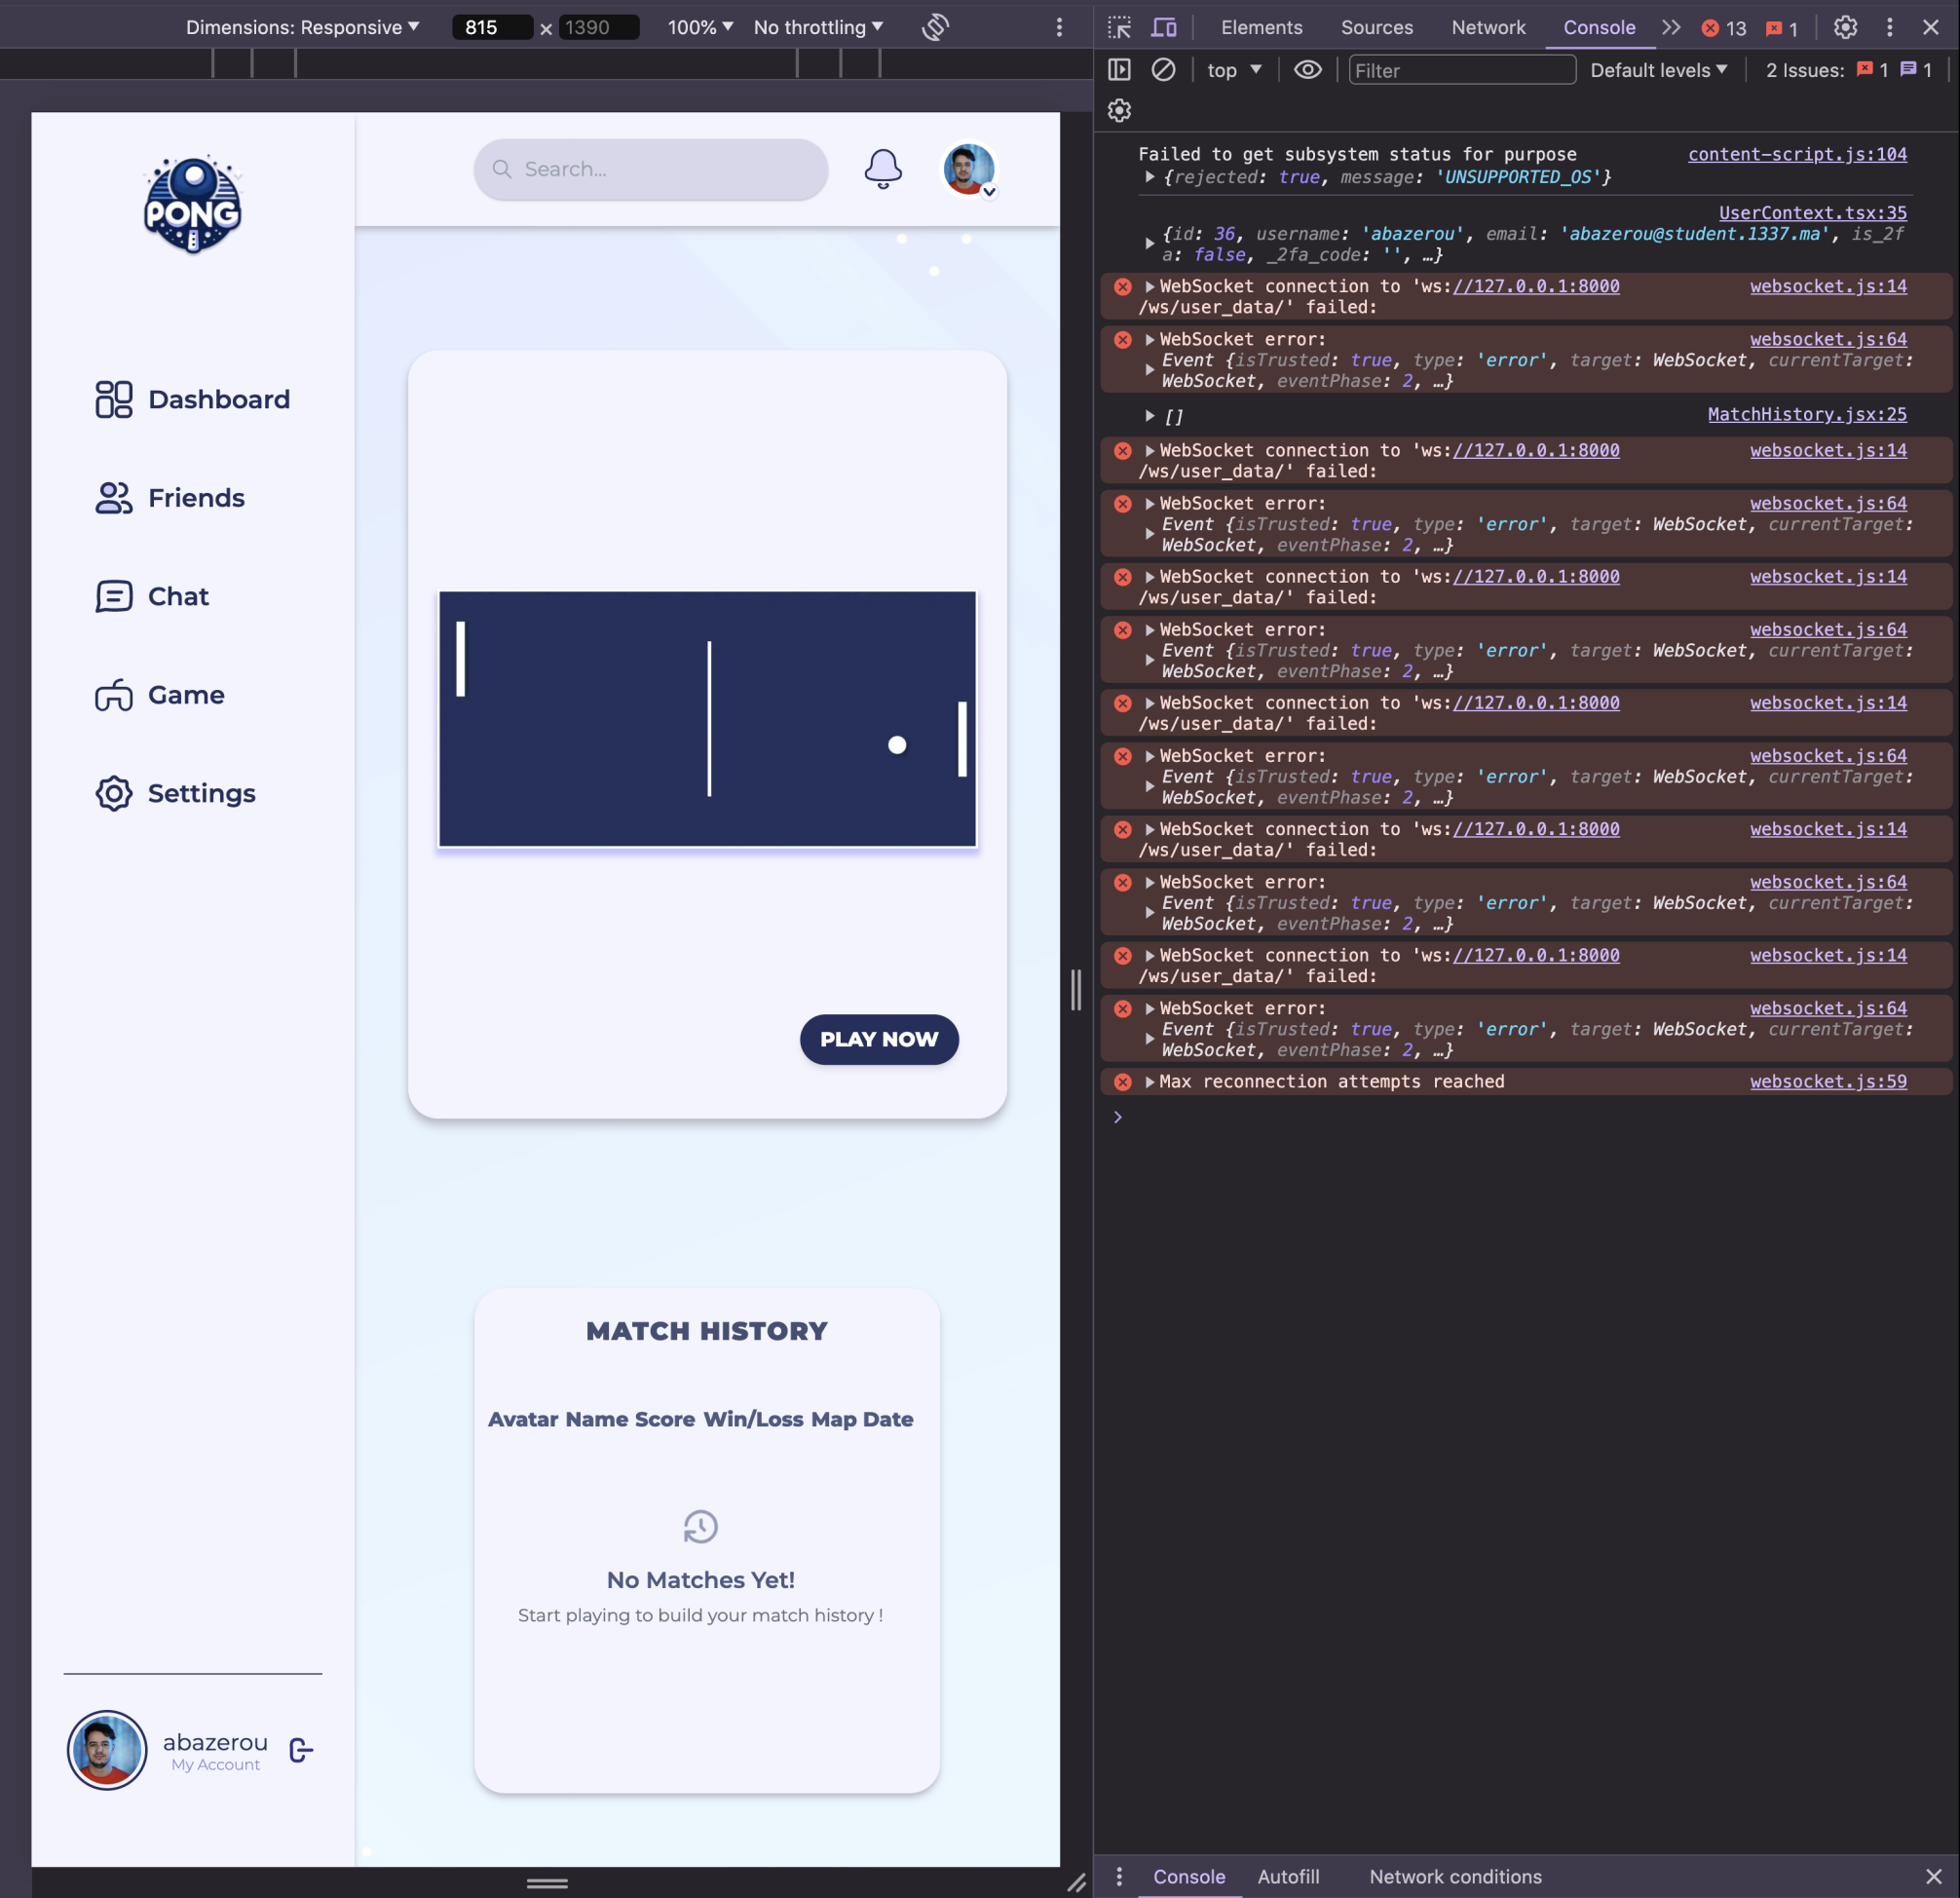 Dimensions: Responsive
815 × 1390
100%
No throttling
PONG
Search...
Dashboard
Friends
Chat
Game
Settings
PLAY NOW
MATCH HISTORY
Avatar Name Score Win/Loss Map Date
No Matches Yet!
Start playing to build your match history !
abazerou
My Account
Elements
Sources
Network
Console
13
1
top
Filter
Default levels
2 Issues: 1 1
Failed to get subsystem status for purpose content-script.js:104
{rejected: true, message: 'UNSUPPORTED_OS'}
UserContext.tsx:35
{id: 36, username: 'abazerou', email: 'abazerou@student.1337.ma', is_2f
a: false, _2fa_code: '', …}
WebSocket connection to 'ws://127.0.0.1:8000 websocket.js:14
/ws/user_data/' failed:
WebSocket error: websocket.js:64
Event {isTrusted: true, type: 'error', target: WebSocket, currentTarget:
WebSocket, eventPhase: 2, …}
[] MatchHistory.jsx:25
WebSocket connection to 'ws://127.0.0.1:8000 websocket.js:14
/ws/user_data/' failed:
WebSocket error: websocket.js:64
Event {isTrusted: true, type: 'error', target: WebSocket, currentTarget:
WebSocket, eventPhase: 2, …}
WebSocket connection to 'ws://127.0.0.1:8000 websocket.js:14
/ws/user_data/' failed:
WebSocket error: websocket.js:64
Event {isTrusted: true, type: 'error', target: WebSocket, currentTarget:
WebSocket, eventPhase: 2, …}
WebSocket connection to 'ws://127.0.0.1:8000 websocket.js:14
/ws/user_data/' failed:
WebSocket error: websocket.js:64
Event {isTrusted: true, type: 'error', target: WebSocket, currentTarget:
WebSocket, eventPhase: 2, …}
WebSocket connection to 'ws://127.0.0.1:8000 websocket.js:14
/ws/user_data/' failed:
WebSocket error: websocket.js:64
Event {isTrusted: true, type: 'error', target: WebSocket, currentTarget:
WebSocket, eventPhase: 2, …}
WebSocket connection to 'ws://127.0.0.1:8000 websocket.js:14
/ws/user_data/' failed:
WebSocket error: websocket.js:64
Event {isTrusted: true, type: 'error', target: WebSocket, currentTarget:
WebSocket, eventPhase: 2, …}
Max reconnection attempts reached websocket.js:59
Console
Autofill
Network conditions